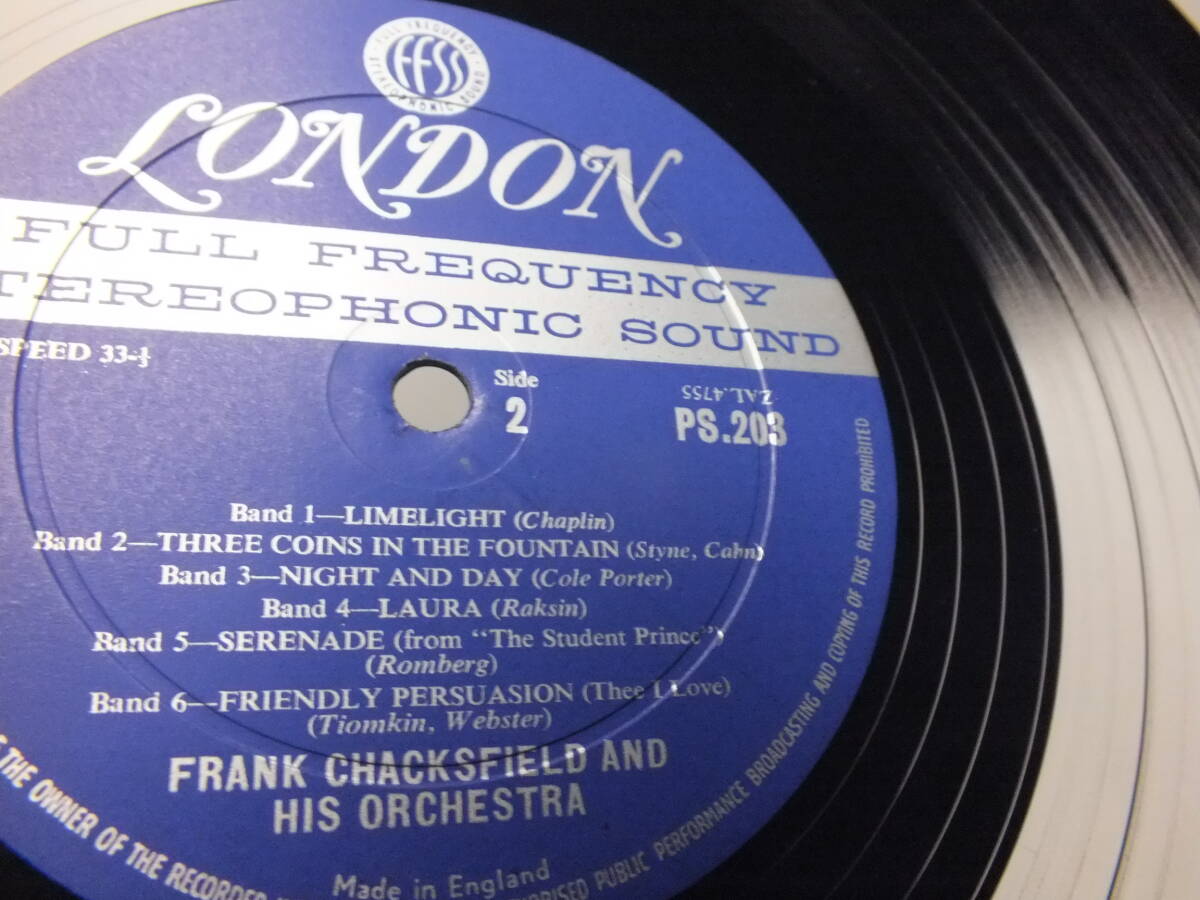 FULL FREQUENCY STEREOPHONIC SOUND
FFSS
LONDON
FULL FREQUENCY
TEREOPHONIC SOUND
SPEED 33-⅓
Side
2
ZAL.4755
PS.203
Band 1—LIMELIGHT (Chaplin)
Band 2—THREE COINS IN THE FOUNTAIN (Styne, Cahn)
Band 3—NIGHT AND DAY (Cole Porter)
Band 4—LAURA (Raksin)
Band 5—SERENADE (from "The Student Prince")
(Romberg)
Band 6—FRIENDLY PERSUASION (Thee I Love)
(Tiomkin, Webster)
FRANK CHACKSFIELD AND
HIS ORCHESTRA
Made in England
THE OWNER OF THE RECORDED
PUBLIC PERFORMANCE BROADCASTING AND COPYING OF THIS RECORD PROHIBITED